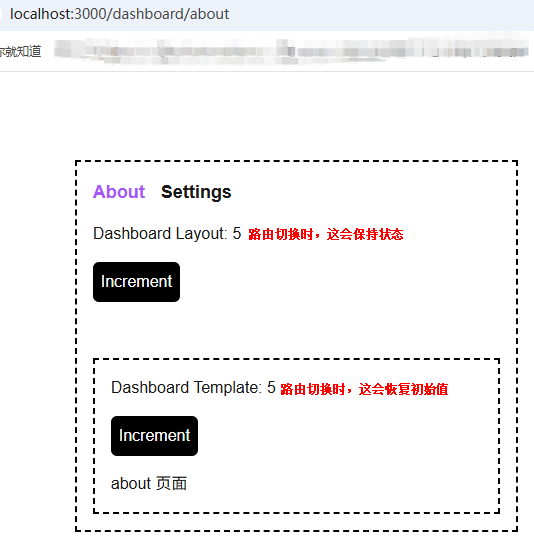 localhost:3000/dashboard/about
你就知道
About Settings
Dashboard Layout: 5 路由切换时，这会保持状态
Increment
Dashboard Template: 5 路由切换时，这会恢复初始值
Increment
about 页面